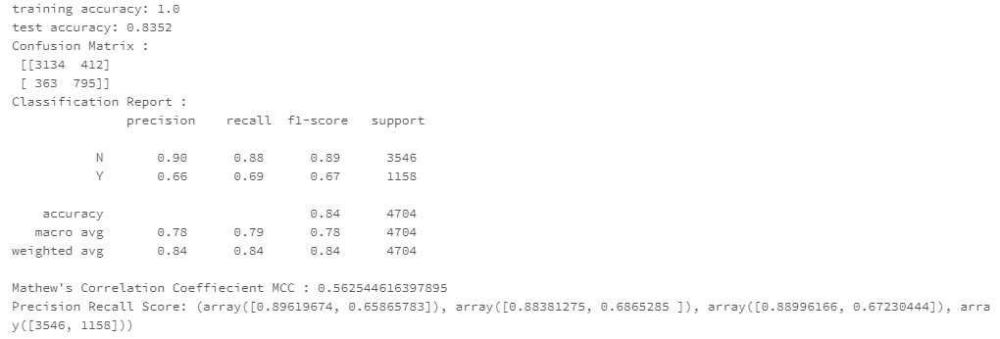 training accuracy: 1.0
test accuracy: 0.8352
Confusion Matrix :
[[3134 412]
[ 363 795]]
Classification Report :
precision recall f1-score support
N 0.90 0.88 0.89 3546
Y 0.66 0.69 0.67 1158
accuracy 0.84 4704
macro avg 0.78 0.79 0.78 4704
weighted avg 0.84 0.84 0.84 4704
Mathew's Correlation Coeffiecient MCC : 0.562544616397895
Precision Recall Score: (array([0.89619674, 0.65865783]), array([0.88381275, 0.6865285 ]), array([0.88996166, 0.67230444]), arra
y([3546, 1158]))